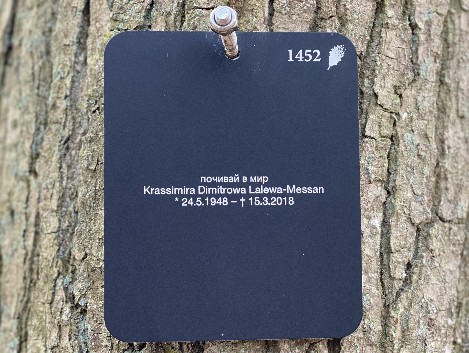 1452
почивай в мир
Krassimira Dimitrowa Lalewa-Messan
* 24.5.1948 – † 15.3.2018